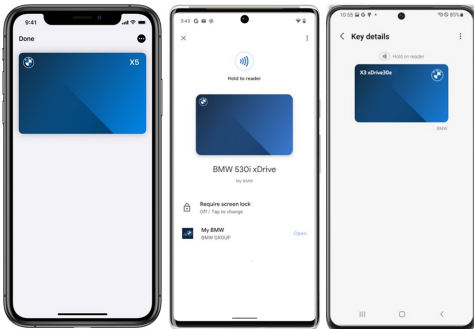 9:41
Done
X5
3:42 G
Hold to reader
BMW 530i xDrive
My BMW
Require screen lock
Off / Tap to change
My BMW
BMW GROUP
Open
10:55 85%
Key details
Hold on reader
X3 xDrive30e
BMW